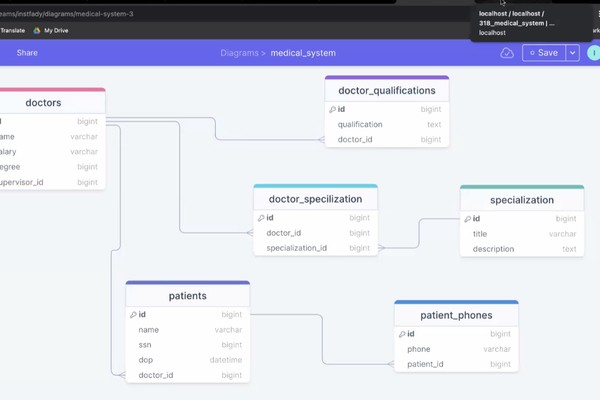 ams/instfady/diagrams/medical-system-3
localhost / localhost /
318_medical_system | ...
localhost
Translate
My Drive
Share
Diagrams > medical_system
Save
I
doctors
bigint
ame varchar
alary varchar
egree bigint
upervisor_id bigint
doctor_qualifications
id bigint
qualification text
doctor_id bigint
doctor_specilization
id bigint
doctor_id bigint
specialization_id bigint
specialization
id bigint
title varchar
description text
patients
id bigint
name varchar
ssn bigint
dop datetime
doctor_id bigint
patient_phones
id bigint
phone varchar
patient_id bigint